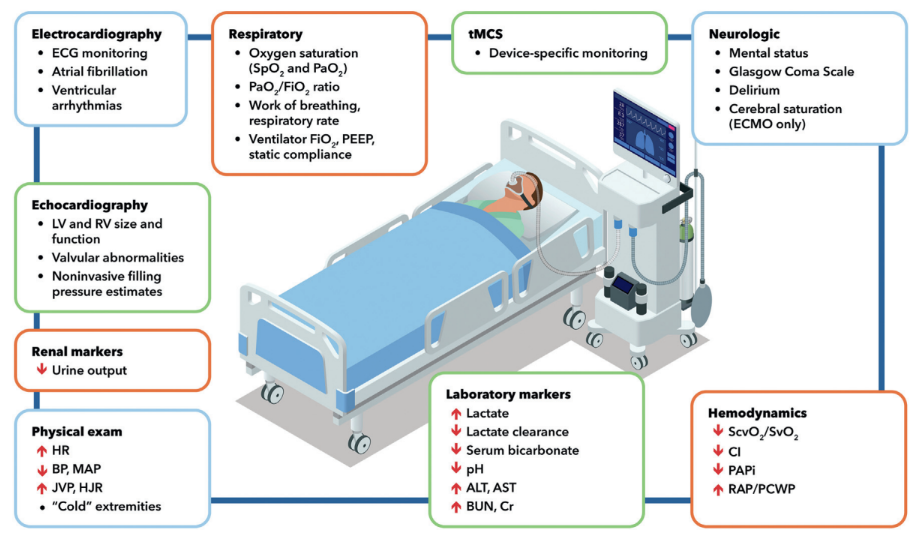 Electrocardiography
• ECG monitoring
• Atrial fibrillation
• Ventricular
arrhythmias
Respiratory
• Oxygen saturation
(SpO₂ and PaO₂)
• PaO₂/FiO₂ ratio
• Work of breathing,
respiratory rate
• Ventilator FiO₂, PEEP,
static compliance
tMCS
• Device-specific monitoring
Neurologic
• Mental status
• Glasgow Coma Scale
• Delirium
• Cerebral saturation
(ECMO only)
Echocardiography
• LV and RV size and
function
• Valvular abnormalities
• Noninvasive filling
pressure estimates
Renal markers
↓ Urine output
Physical exam
↑ HR
↓ BP, MAP
↑ JVP, HJR
• “Cold” extremities
Laboratory markers
↑ Lactate
↓ Lactate clearance
↓ Serum bicarbonate
↓ pH
↑ ALT, AST
↑ BUN, Cr
Hemodynamics
↓ ScvO₂/SvO₂
↓ CI
↓ PAPi
↑ RAP/PCWP